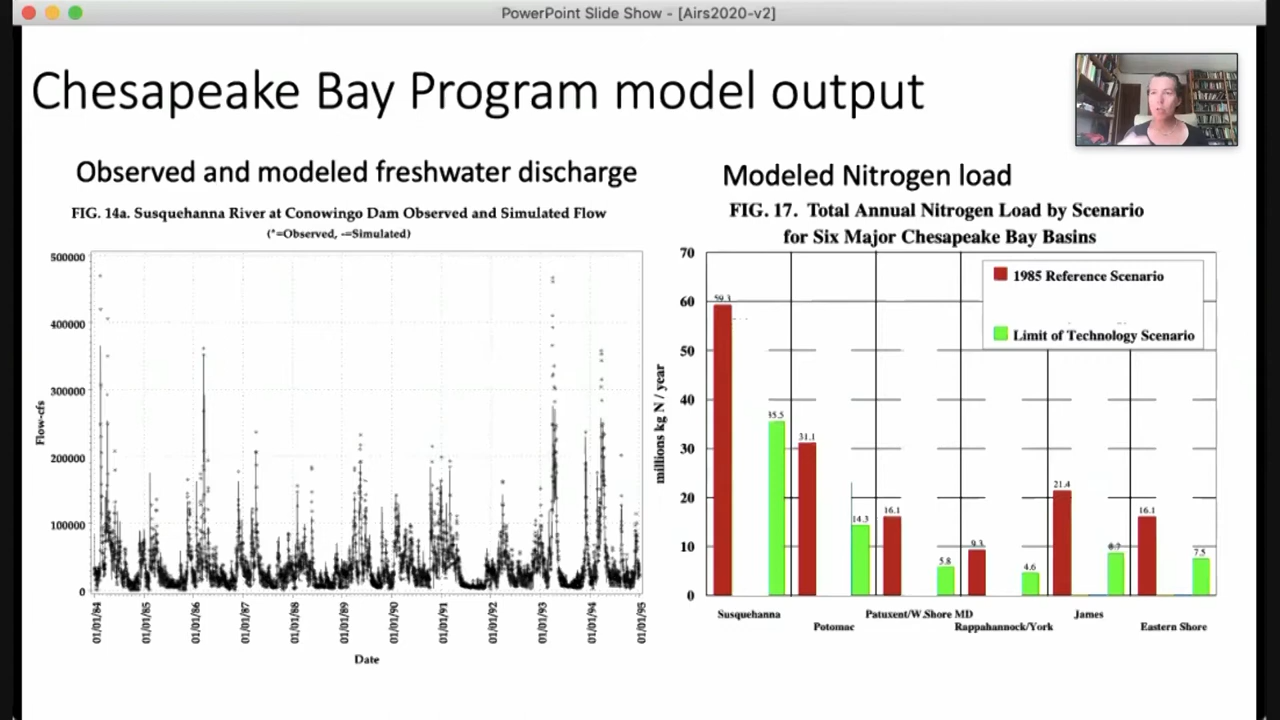 PowerPoint Slide Show - [Airs2020-v2]
Chesapeake Bay Program model output
Observed and modeled freshwater discharge
FIG. 14a. Susquehanna River at Conowingo Dam Observed and Simulated Flow
(*=Observed, -=Simulated)
500000
400000
300000
200000
100000
0
Flow-cfs
01/01/84
01/01/85
01/01/86
01/01/87
01/01/88
01/01/89
01/01/90
01/01/91
01/01/92
01/01/93
01/01/94
01/01/95
Date
Modeled Nitrogen load
FIG. 17. Total Annual Nitrogen Load by Scenario
for Six Major Chesapeake Bay Basins
1985 Reference Scenario
Limit of Technology Scenario
70
60
50
40
30
20
10
0
millions kg N / year
59.3
35.5
31.1
14.3
16.1
5.8
9.3
4.6
21.4
16.1
7.5
Susquehanna
Potomac
Patuxent/W.Shore MD
Rappahannock/York
James
Eastern Shore